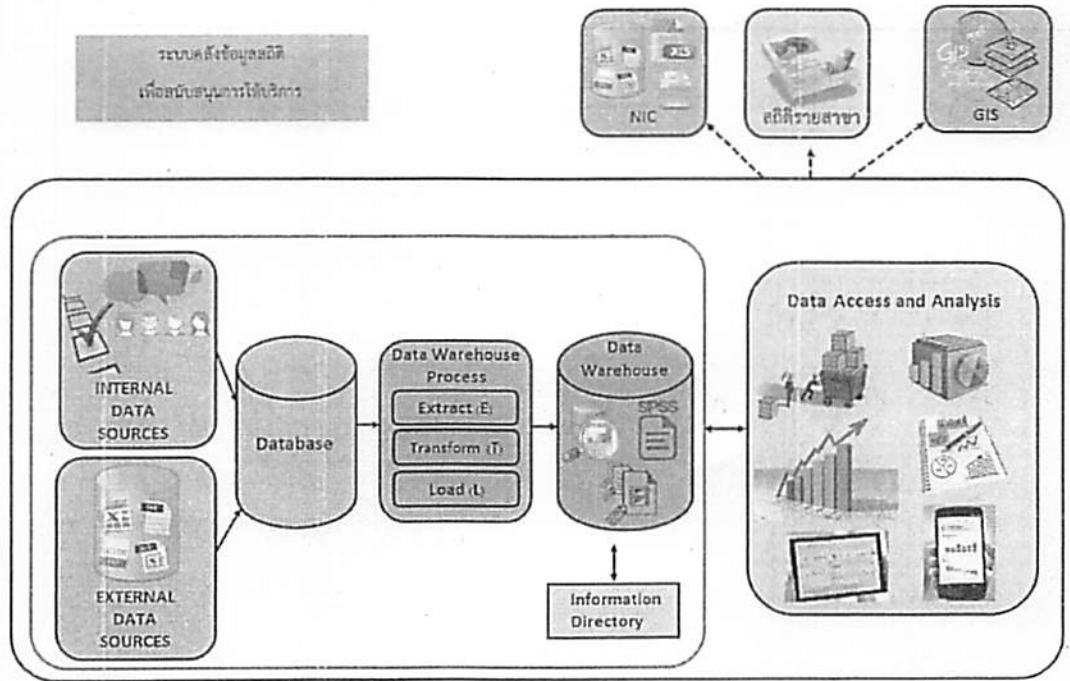 ระบบคลังข้อมูลสถิติ
เพื่อสนับสนุนการให้บริการ
XLS
NIC
สถิติรายสาขา
GIS
GIS
INTERNAL
DATA
SOURCES
EXTERNAL
DATA
SOURCES
Database
Data Warehouse
Process
Extract (E)
Transform (T)
Load (L)
Data
Warehouse
SPSS
Information
Directory
Data Access and Analysis